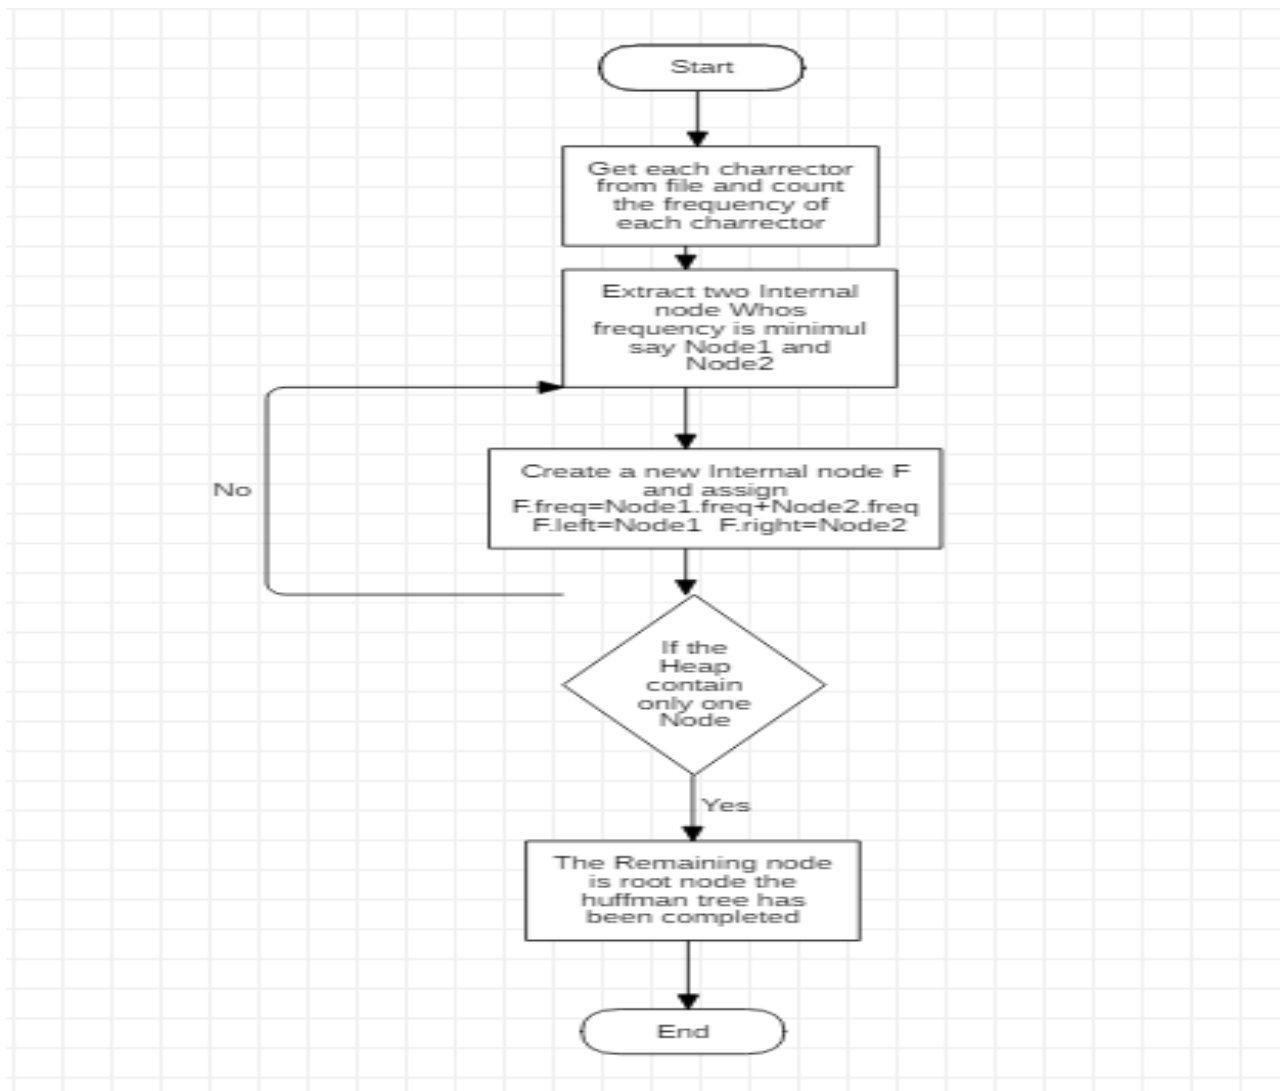 Start
Get each charrector
from file and count
the frequency of
each charrector
Extract two Internal
node Whos
frequency is minimul
say Node1 and
Node2
No
Create a new Internal node F
and assign
F.freq=Node1.freq+Node2.freq
F.left=Node1  F.right=Node2
If the
Heap
contain
only one
Node
Yes
The Remaining node
is root node the
huffman tree has
been completed
End